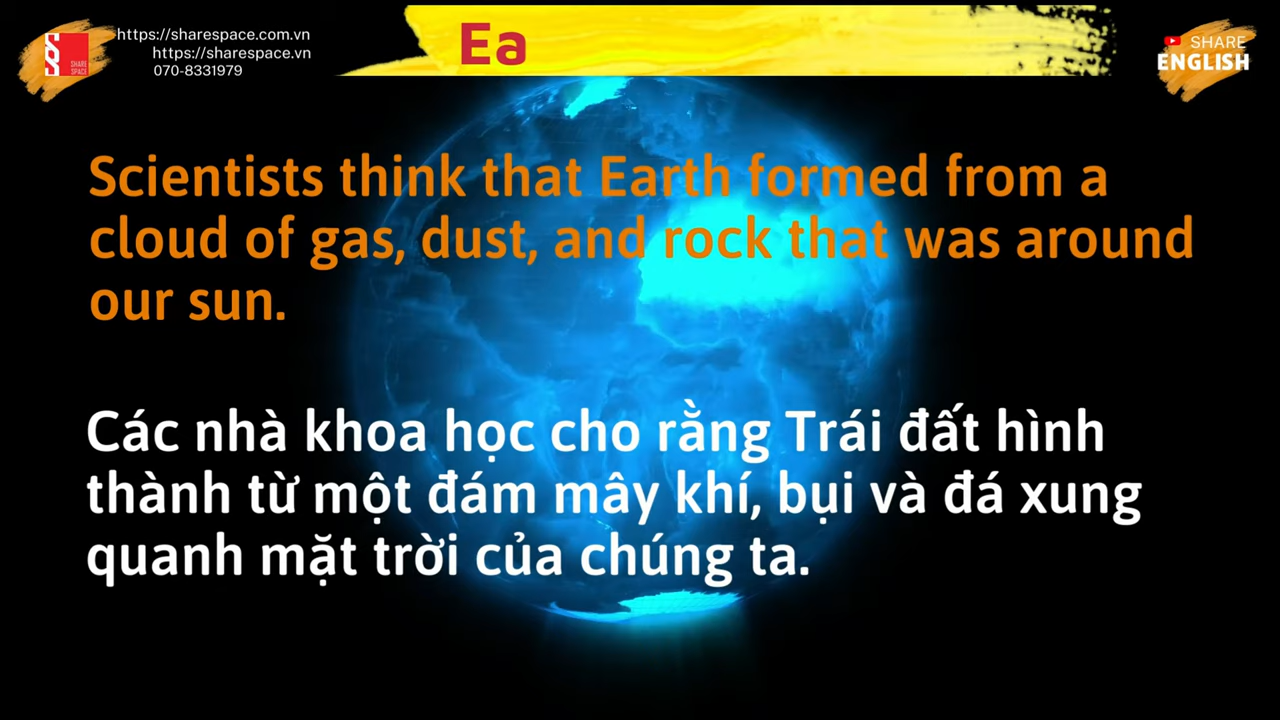 https://sharespace.com.vn
https://sharespace.vn
070-8331979
SHARE
SPACE
Ea
SHARE
ENGLISH
Scientists think that Earth formed from a
cloud of gas, dust, and rock that was around
our sun.
Các nhà khoa học cho rằng Trái đất hình
thành từ một đám mây khí, bụi và đá xung
quanh mặt trời của chúng ta.